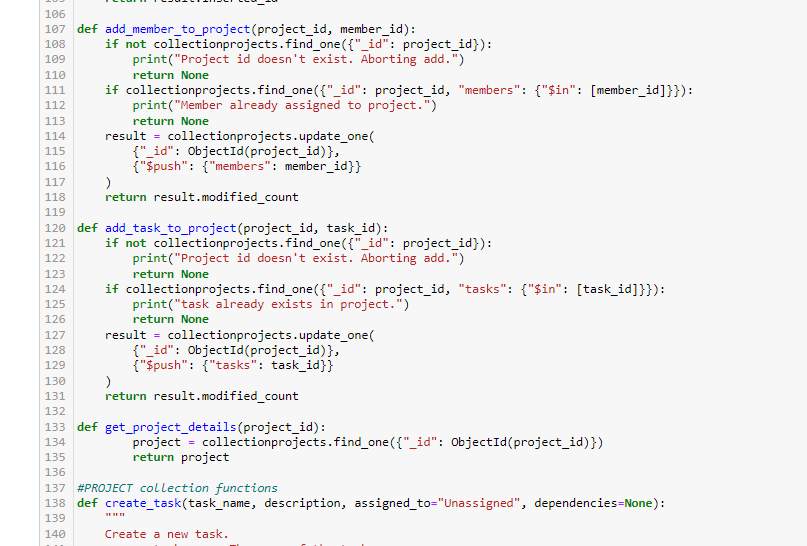 return result.inserted_id
106
107 def add_member_to_project(project_id, member_id):
108     if not collectionprojects.find_one({"_id": project_id}):
109         print("Project id doesn't exist. Aborting add.")
110         return None
111     if collectionprojects.find_one({"_id": project_id, "members": {"$in": [member_id]}}):
112         print("Member already assigned to project.")
113         return None
114     result = collectionprojects.update_one(
115         {"_id": ObjectId(project_id)},
116         {"$push": {"members": member_id}}
117     )
118     return result.modified_count
119
120 def add_task_to_project(project_id, task_id):
121     if not collectionprojects.find_one({"_id": project_id}):
122         print("Project id doesn't exist. Aborting add.")
123         return None
124     if collectionprojects.find_one({"_id": project_id, "tasks": {"$in": [task_id]}}):
125         print("task already exists in project.")
126         return None
127     result = collectionprojects.update_one(
128         {"_id": ObjectId(project_id)},
129         {"$push": {"tasks": task_id}}
130     )
131     return result.modified_count
132
133 def get_project_details(project_id):
134         project = collectionprojects.find_one({"_id": ObjectId(project_id)})
135         return project
136
137 #PROJECT collection functions
138 def create_task(task_name, description, assigned_to="Unassigned", dependencies=None):
139     """
140     Create a new task.